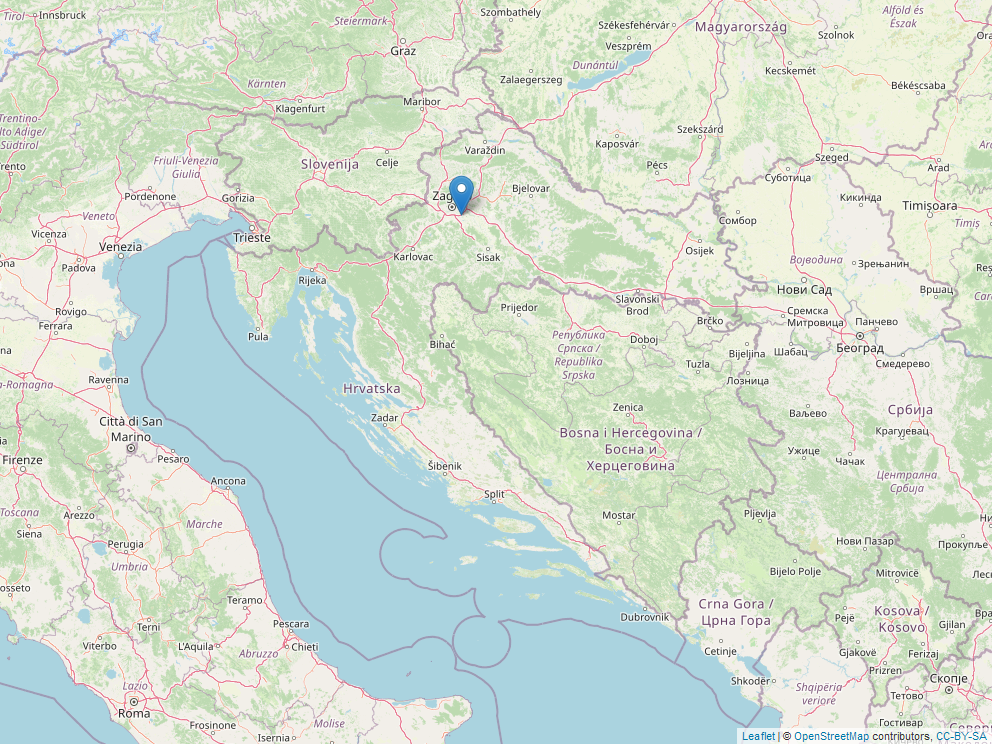 Innsbruck
Szombathely
Alföld és
Észak
Steiermark
Székesfehérvár
Magyarország
Szolnok
Graz
Veszprém
Dunántúl
Kecskemét
Zalaegerszeg
Békéscsaba
Kärnten
Klagenfurt
Maribor
Trentino-
Alto Adige/
Südtirol
Szekszárd
Kaposvár
Varaždin
Friuli-Venezia
Giulia
Slovenija
Celje
Pécs
Szeged
Arad
Суботица
Trento
Pordenone
Gorizia
Zag
Bjelovar
Кикинда
Timișoara
Timiș
Veneto
Сомбор
Vicenza
Venezia
Trieste
Padova
Karlovac
Sisak
Osijek
Војводина
Зрењанин
Rijeka
Вршац
Нови Сад
Rovigo
Ferrara
Prijedor
Slavonski
Brod
Сремска
Митровица
Панчево
Brčko
Pula
Bihać
Република
Српска /
Republika
Srpska
Doboj
Београд
Bijeljina
Шабац
Смедерево
Tuzla
Лозница
Ravenna
Hrvatska
Zadar
Zenica
Ваљево
Србија
Крагујевац
Città di San
Marino
Bosna i Hercegovina /
Босна и
Херцеговина
Ужице
Чачак
Firenze
Pesaro
Šibenik
Централна
Србија
Ancona
Split
Toscana
Arezzo
Siena
Marche
Mostar
Pljevlja
Нови Пазар
Прокупље
Perugia
Umbria
Bijelo Polje
Mitrovicë
Grosseto
Teramo
Crna Gora /
Црна Гора
Kosova /
Kosovo
Dubrovnik
Pejë
Gjilan
Terni
Pescara
Viterbo
L'Aquila
Abruzzo
Chieti
Cetinje
Gjakovë
Ferizaj
Prizren
Shkodër
Скопје
Lazio
Roma
Shqipëria
veriore
Тетово
Frosinone
Molise
Isernia
Гостивар
Leaflet | © OpenStreetMap contributors, CC-BY-SA